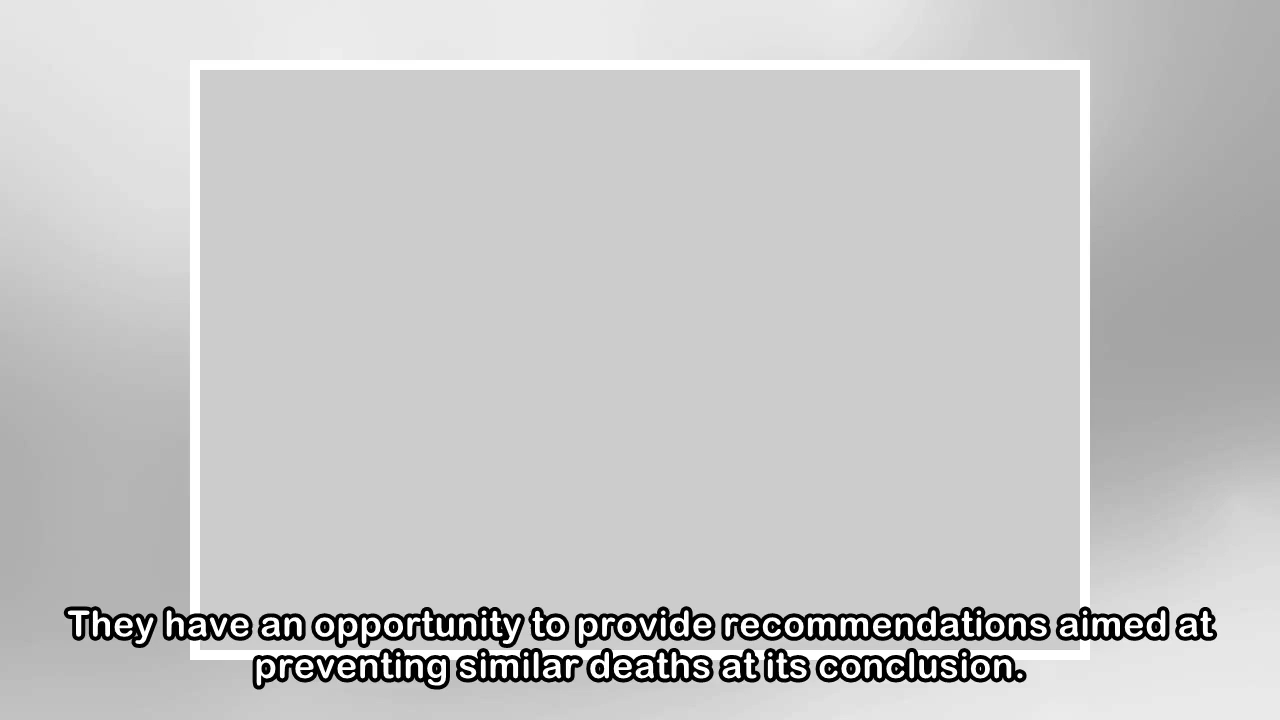 They have an opportunity to provide recommendations aimed at
preventing similar deaths at its conclusion.